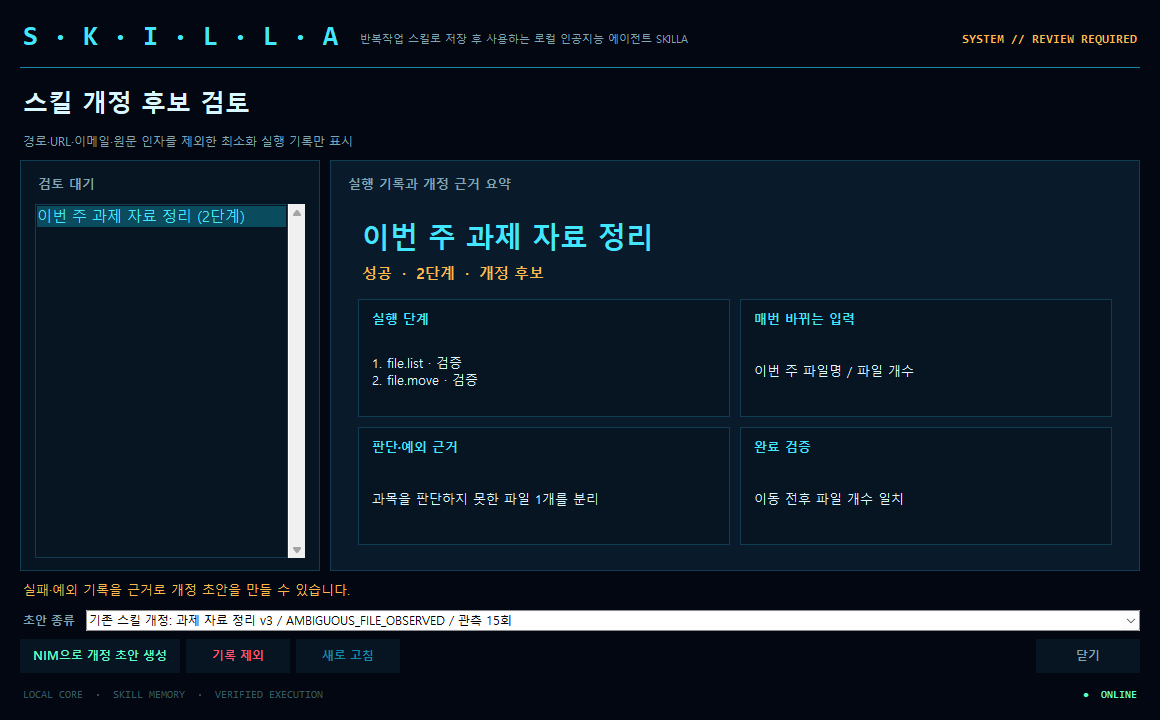 S · K · I · L · L · A
반복작업 스킬로 저장 후 사용하는 로컬 인공지능 에이전트 SKILLA
SYSTEM // REVIEW REQUIRED
스킬 개정 후보 검토
경로·URL·이메일·원문 인자를 제외한 최소화 실행 기록만 표시
검토 대기
이번 주 과제 자료 정리 (2단계)
실행 기록과 개정 근거 요약
이번 주 과제 자료 정리
성공 · 2단계 · 개정 후보
실행 단계
1. file.list · 검증
2. file.move · 검증
매번 바뀌는 입력
이번 주 파일명 / 파일 개수
판단·예외 근거
과목을 판단하지 못한 파일 1개를 분리
완료 검증
이동 전후 파일 개수 일치
실패·예외 기록을 근거로 개정 초안을 만들 수 있습니다.
초안 종류
기존 스킬 개정: 과제 자료 정리 v3 / AMBIGUOUS_FILE_OBSERVED / 관측 15회
NIM으로 개정 초안 생성
기록 제외
새로 고침
닫기
LOCAL CORE · SKILL MEMORY · VERIFIED EXECUTION
● ONLINE